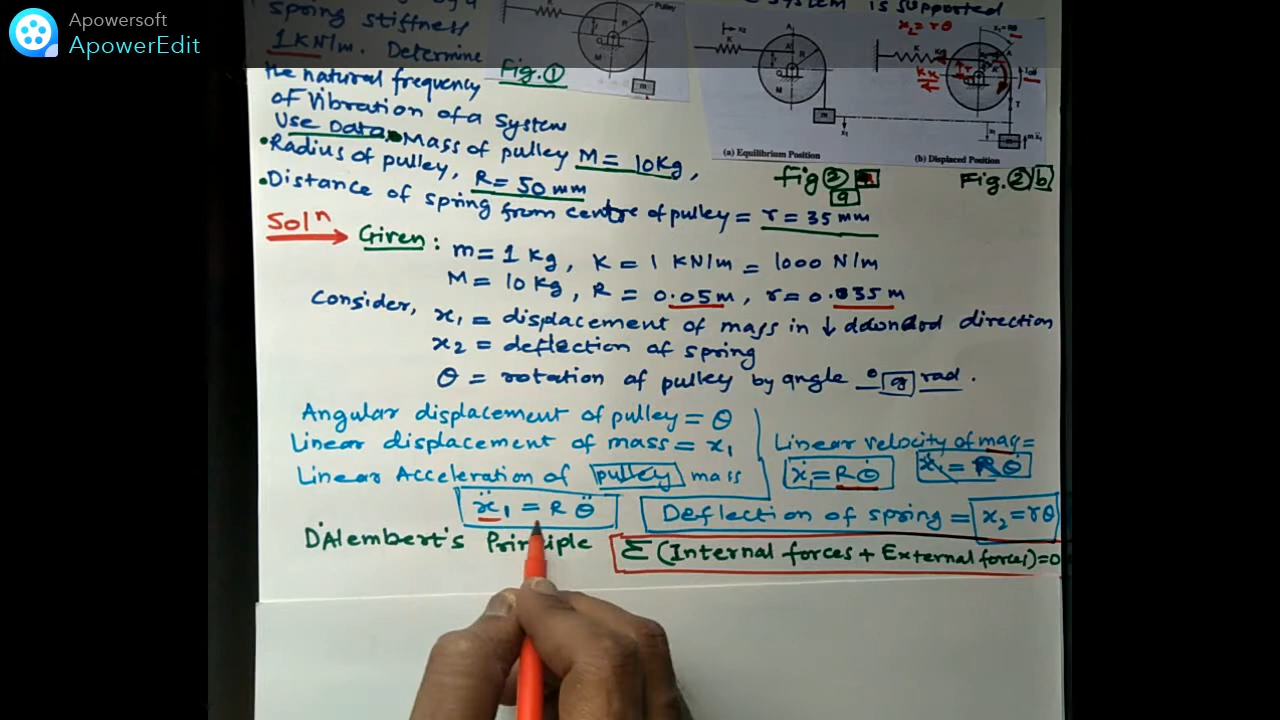 Apowersoft
ApowerEdit
spring stiffness
system is supported
1 KN/m. Determine
the natural frequency
of Vibration of a System
Fig. ①
Pulley
K
R
M
m
x₂ = rθ
(a) Equilibrium Position
(b) Displaced Position
Fig ② a
Fig. ② b
Use Data • Mass of pulley M = 10 Kg,
• Radius of pulley, R = 50 mm
• Distance of spring from centre of pulley = r = 35 mm
Solⁿ
Given : m = 1 kg, K = 1 KN/m = 1000 N/m
M = 10 kg, R = 0.05 m, r = 0.035 m
Consider, x₁ = displacement of mass in ↓ direction
x₂ = deflection of spring
θ = rotation of pulley by angle θ rad.
Angular displacement of pulley = θ
Linear displacement of mass = x₁
Linear velocity of mass =
ẋ₁ = Rθ̇
Linear Acceleration of pulley mass
ẍ₁ = R θ̈
Deflection of spring = x₂ = rθ
D'Alembert's Principle Σ (Internal forces + External forces) = 0